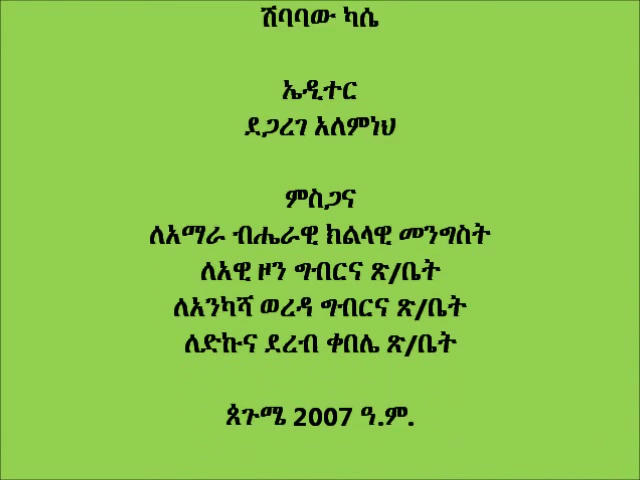 ሽባባው ካሴ
ኤዲተር
ደጋረገ አለምነህ
ምስጋና
ለአማራ ብሔራዊ ክልላዊ መንግስት
ለአዊ ዞን ግብርና ጽ/ቤት
ለአንካሻ ወረዳ ግብርና ጽ/ቤት
ለድኩና ደረብ ቀበሌ ጽ/ቤት
ጳጉሜ 2007 ዓ.ም.